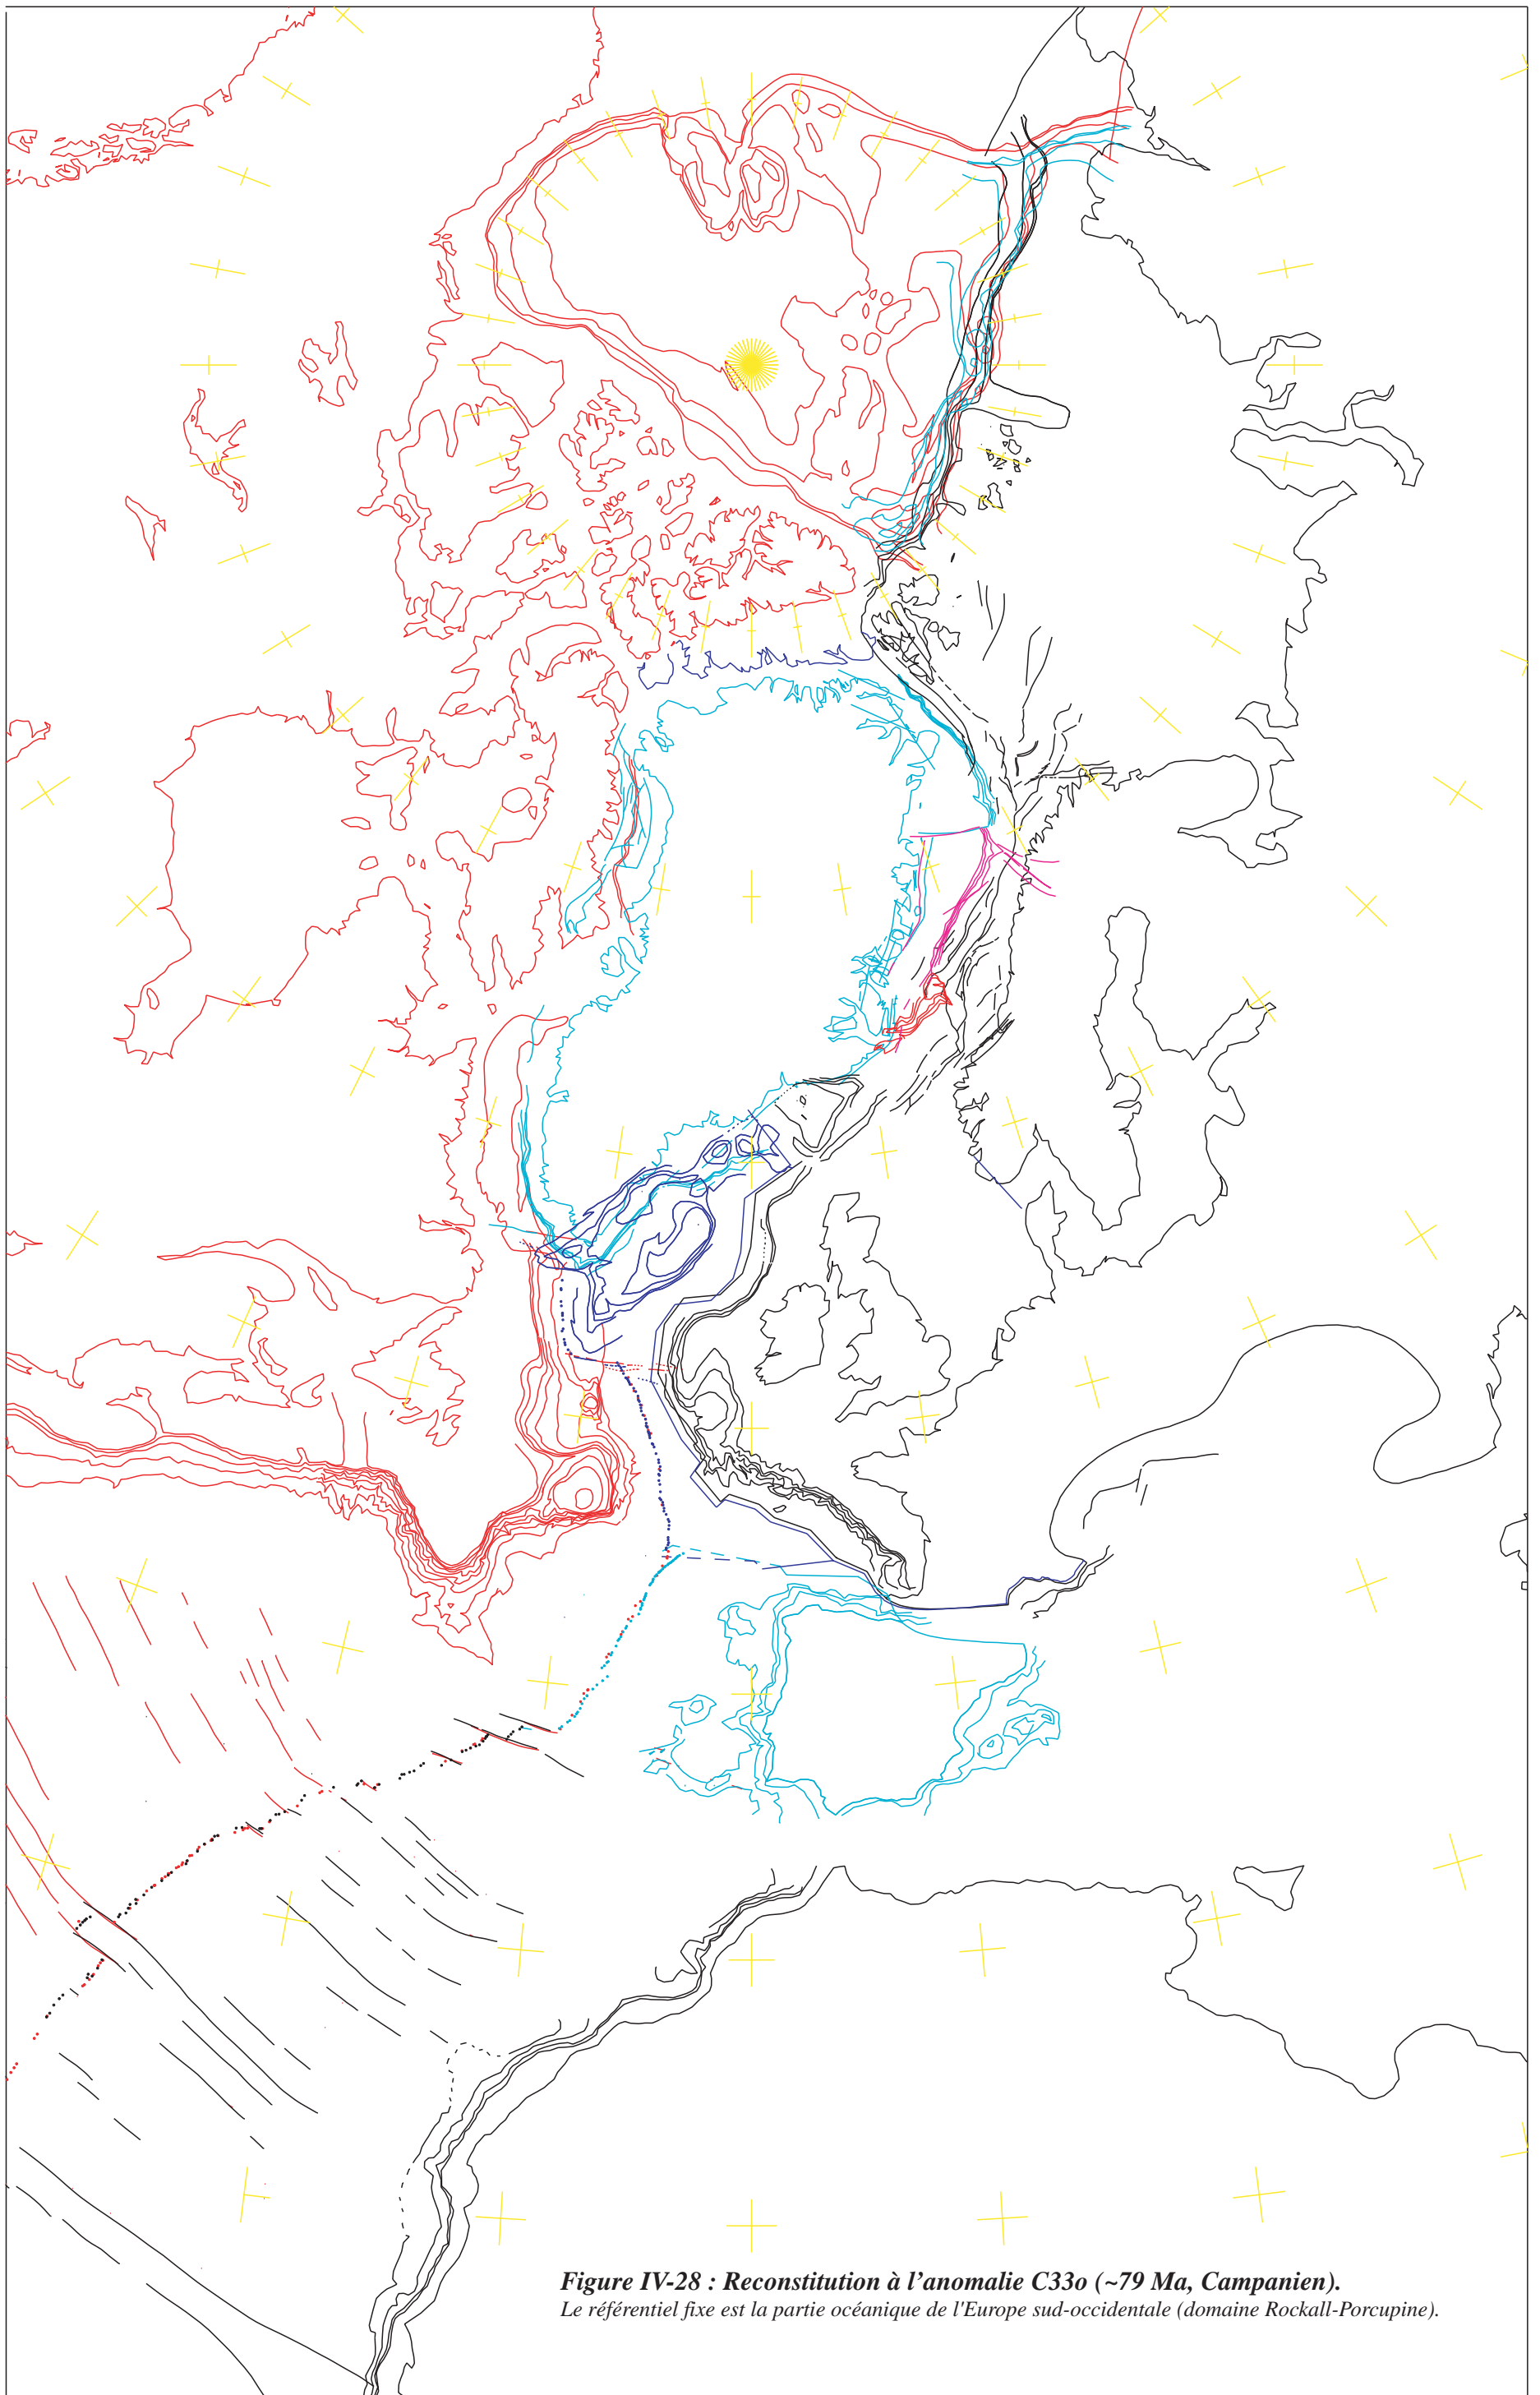 Figure IV-28 : Reconstitution à l’anomalie C33o (~79 Ma, Campanien).
Le référentiel fixe est la partie océanique de l'Europe sud-occidentale (domaine Rockall-Porcupine).